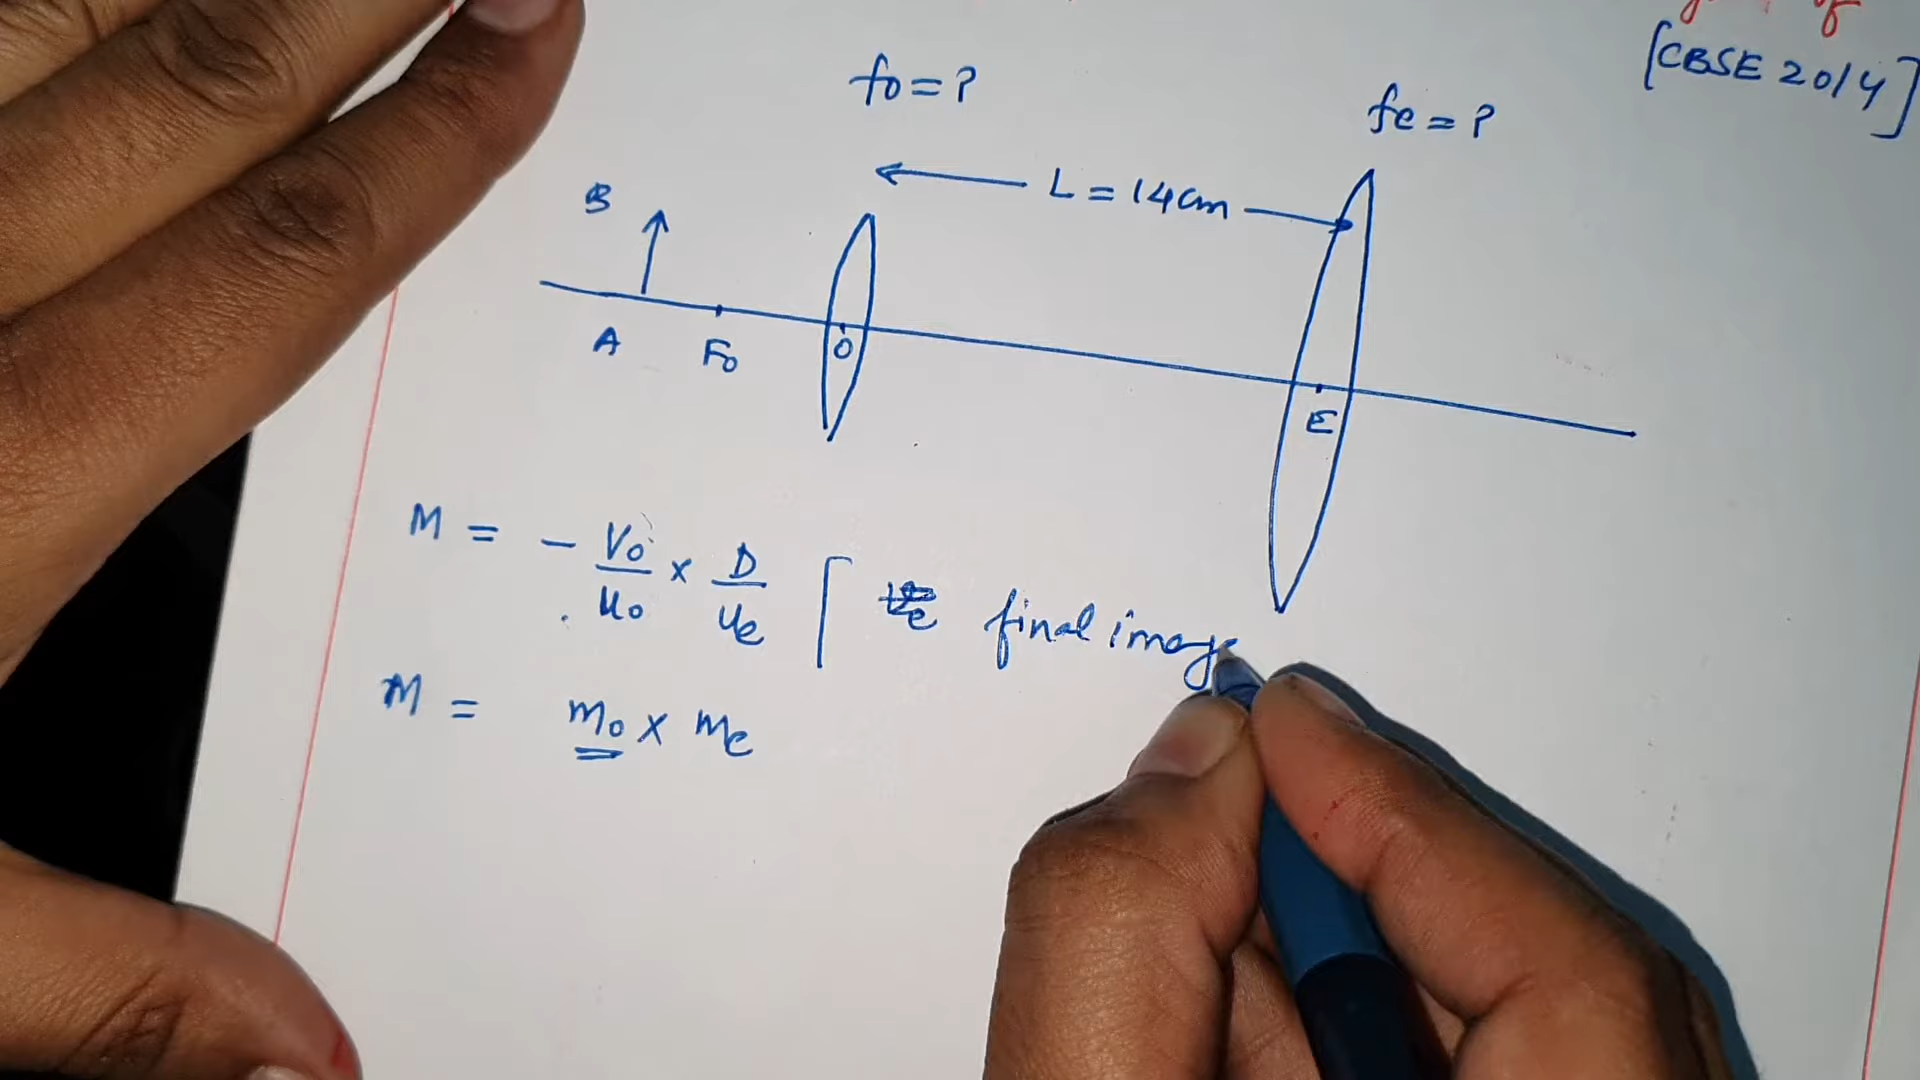 [CBSE 2014]
fo = ?
fe = ?
L = 14cm
B
A
Fo
O
E
M = - Vo/uo × D/ue [ final image
M = mo × me